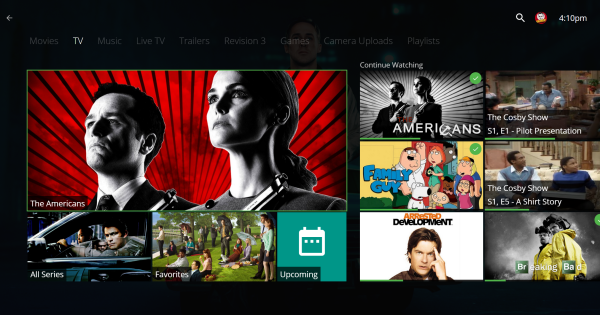 4:10pm
Movies TV Music Live TV Trailers Revision 3 Games Camera Uploads Playlists
Continue Watching
The Americans
All Series
Favorites
Upcoming
AMERICANS
The Cosby Show
S1, E1 - Pilot Presentation
FAMILY
GUY
The Cosby Show
S1, E5 - A Shirt Story
ARRESTED
DEVELOPMENT
Breaking Bad